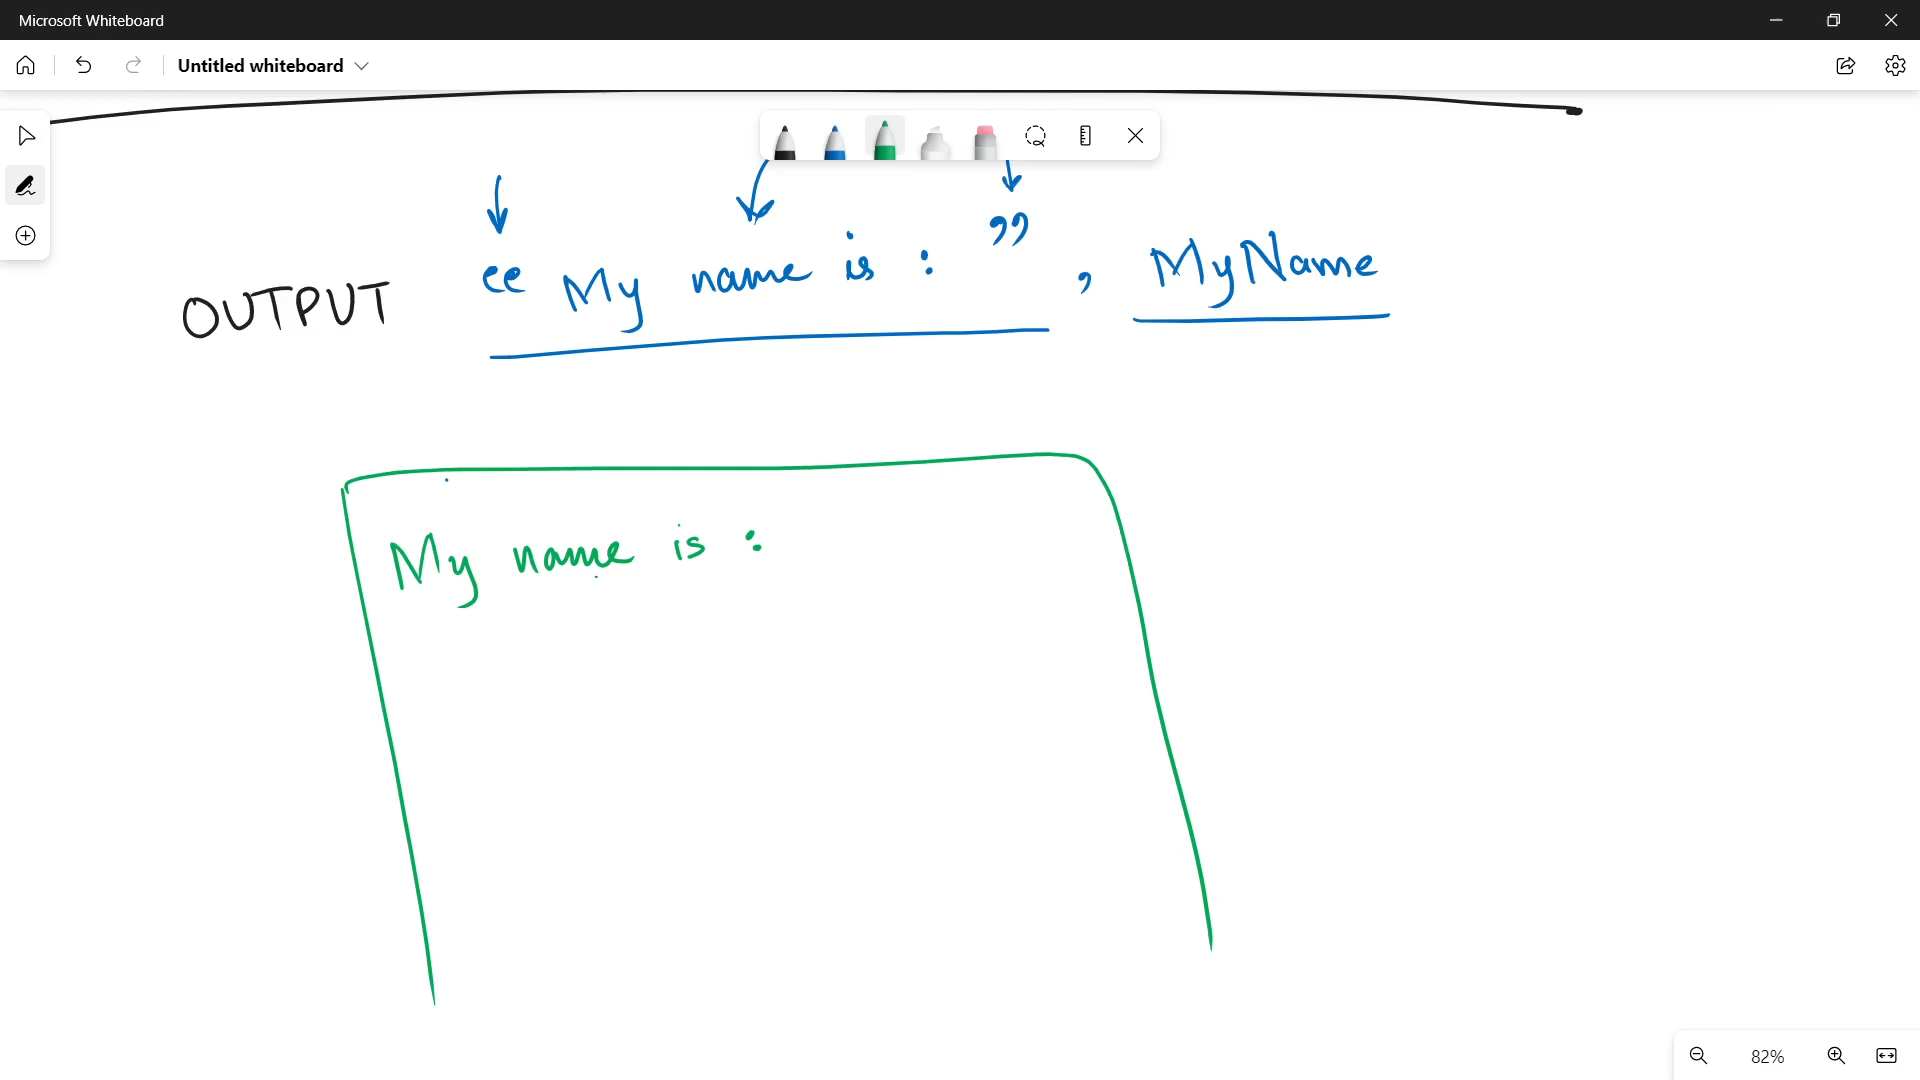 Microsoft Whiteboard
Untitled whiteboard
OUTPUT “ My name is : ” , MyName
My name is :
82%